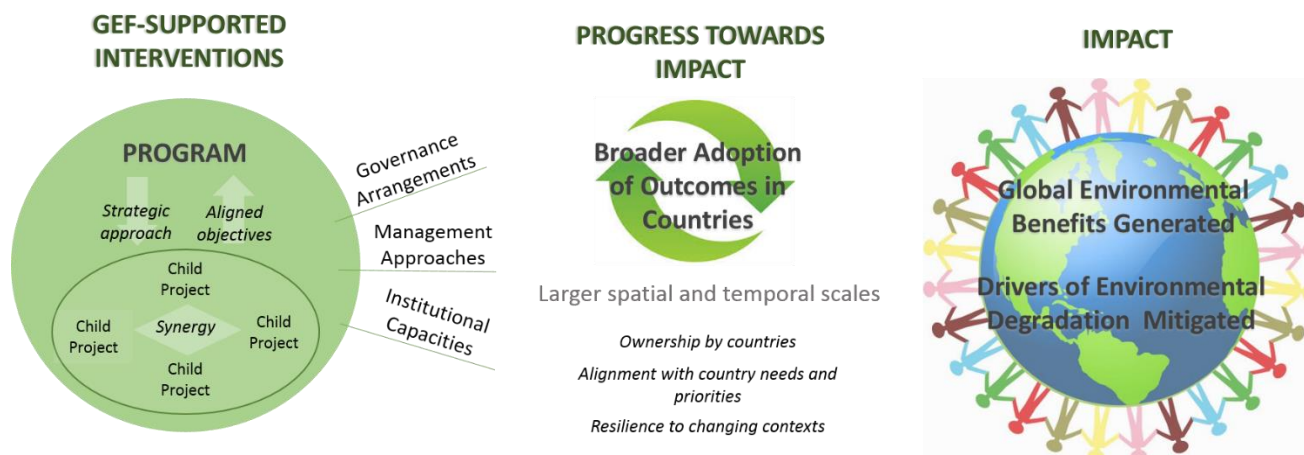 GEF-SUPPORTED
INTERVENTIONS
PROGRAM
Strategic
approach
Aligned
objectives
Child
Project
Child
Project
Synergy
Child
Project
Child
Project
Governance
Arrangements
Management
Approaches
Institutional
Capacities
PROGRESS TOWARDS
IMPACT
Broader Adoption
of Outcomes in
Countries
Larger spatial and temporal scales
Ownership by countries
Alignment with country needs and
priorities
Resilience to changing contexts
IMPACT
Global Environmental
Benefits Generated
Drivers of Environmental
Degradation Mitigated